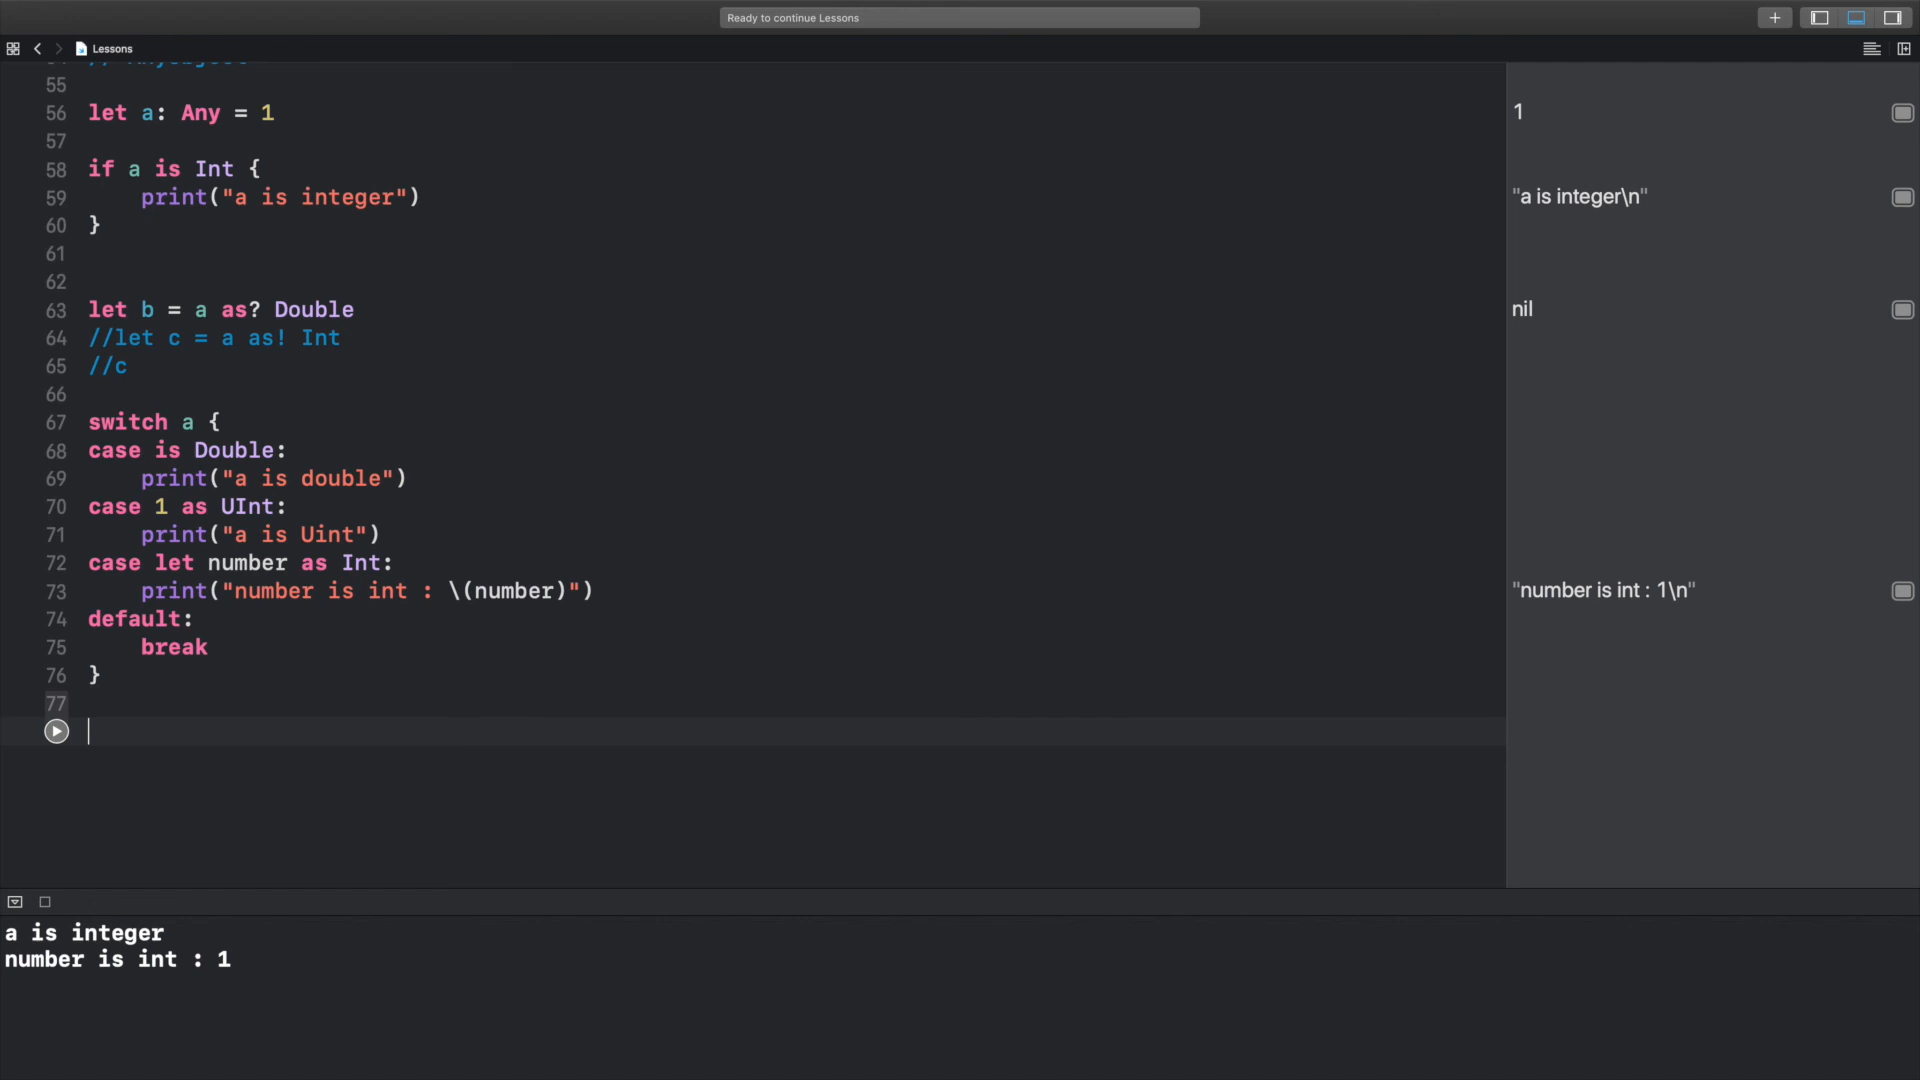 Ready to continue Lessons
Lessons
55
56 let a: Any = 1
1
57
58 if a is Int {
59 print("a is integer")
"a is integer\n"
60 }
61
62
63 let b = a as? Double
nil
64 //let c = a as! Int
65 //c
66
67 switch a {
68 case is Double:
69 print("a is double")
70 case 1 as UInt:
71 print("a is Uint")
72 case let number as Int:
73 print("number is int : \(number)")
"number is int : 1\n"
74 default:
75 break
76 }
77
a is integer
number is int : 1